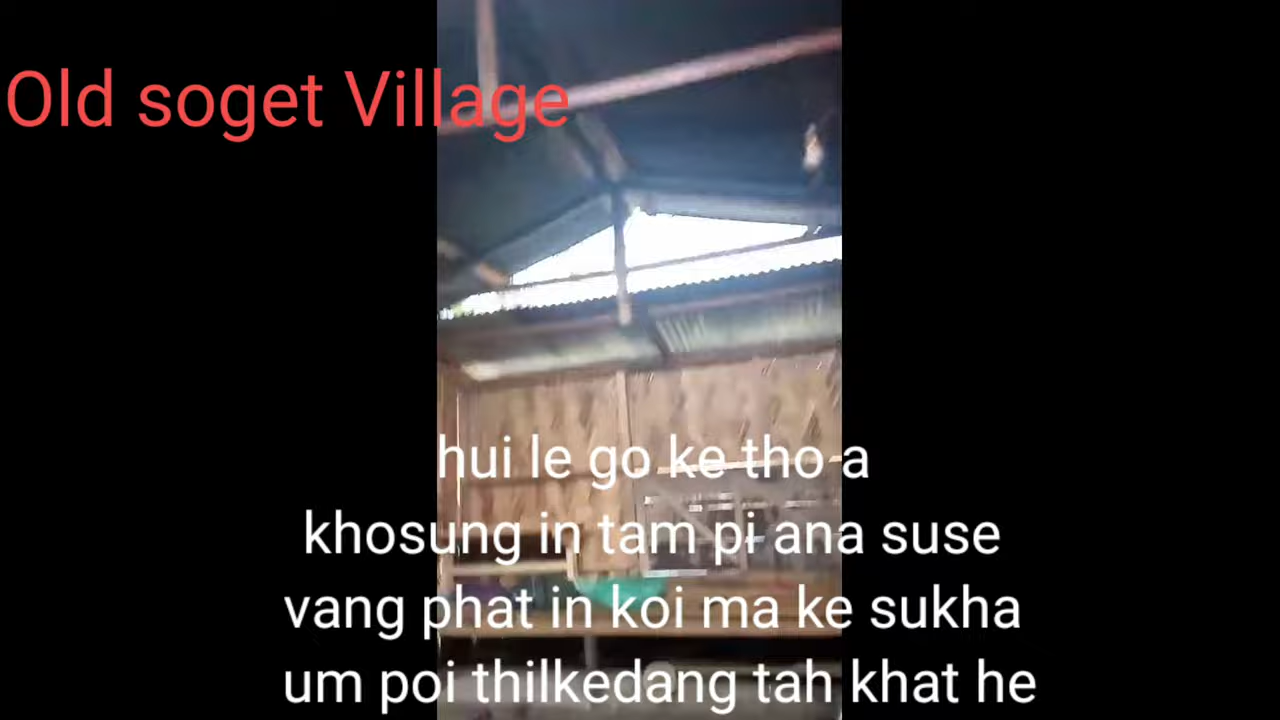 Old soget Village
hui le go ke tho a
khosung in tam pi ana suse
vang phat in koi ma ke sukha
um poi thilkedang tah khat he